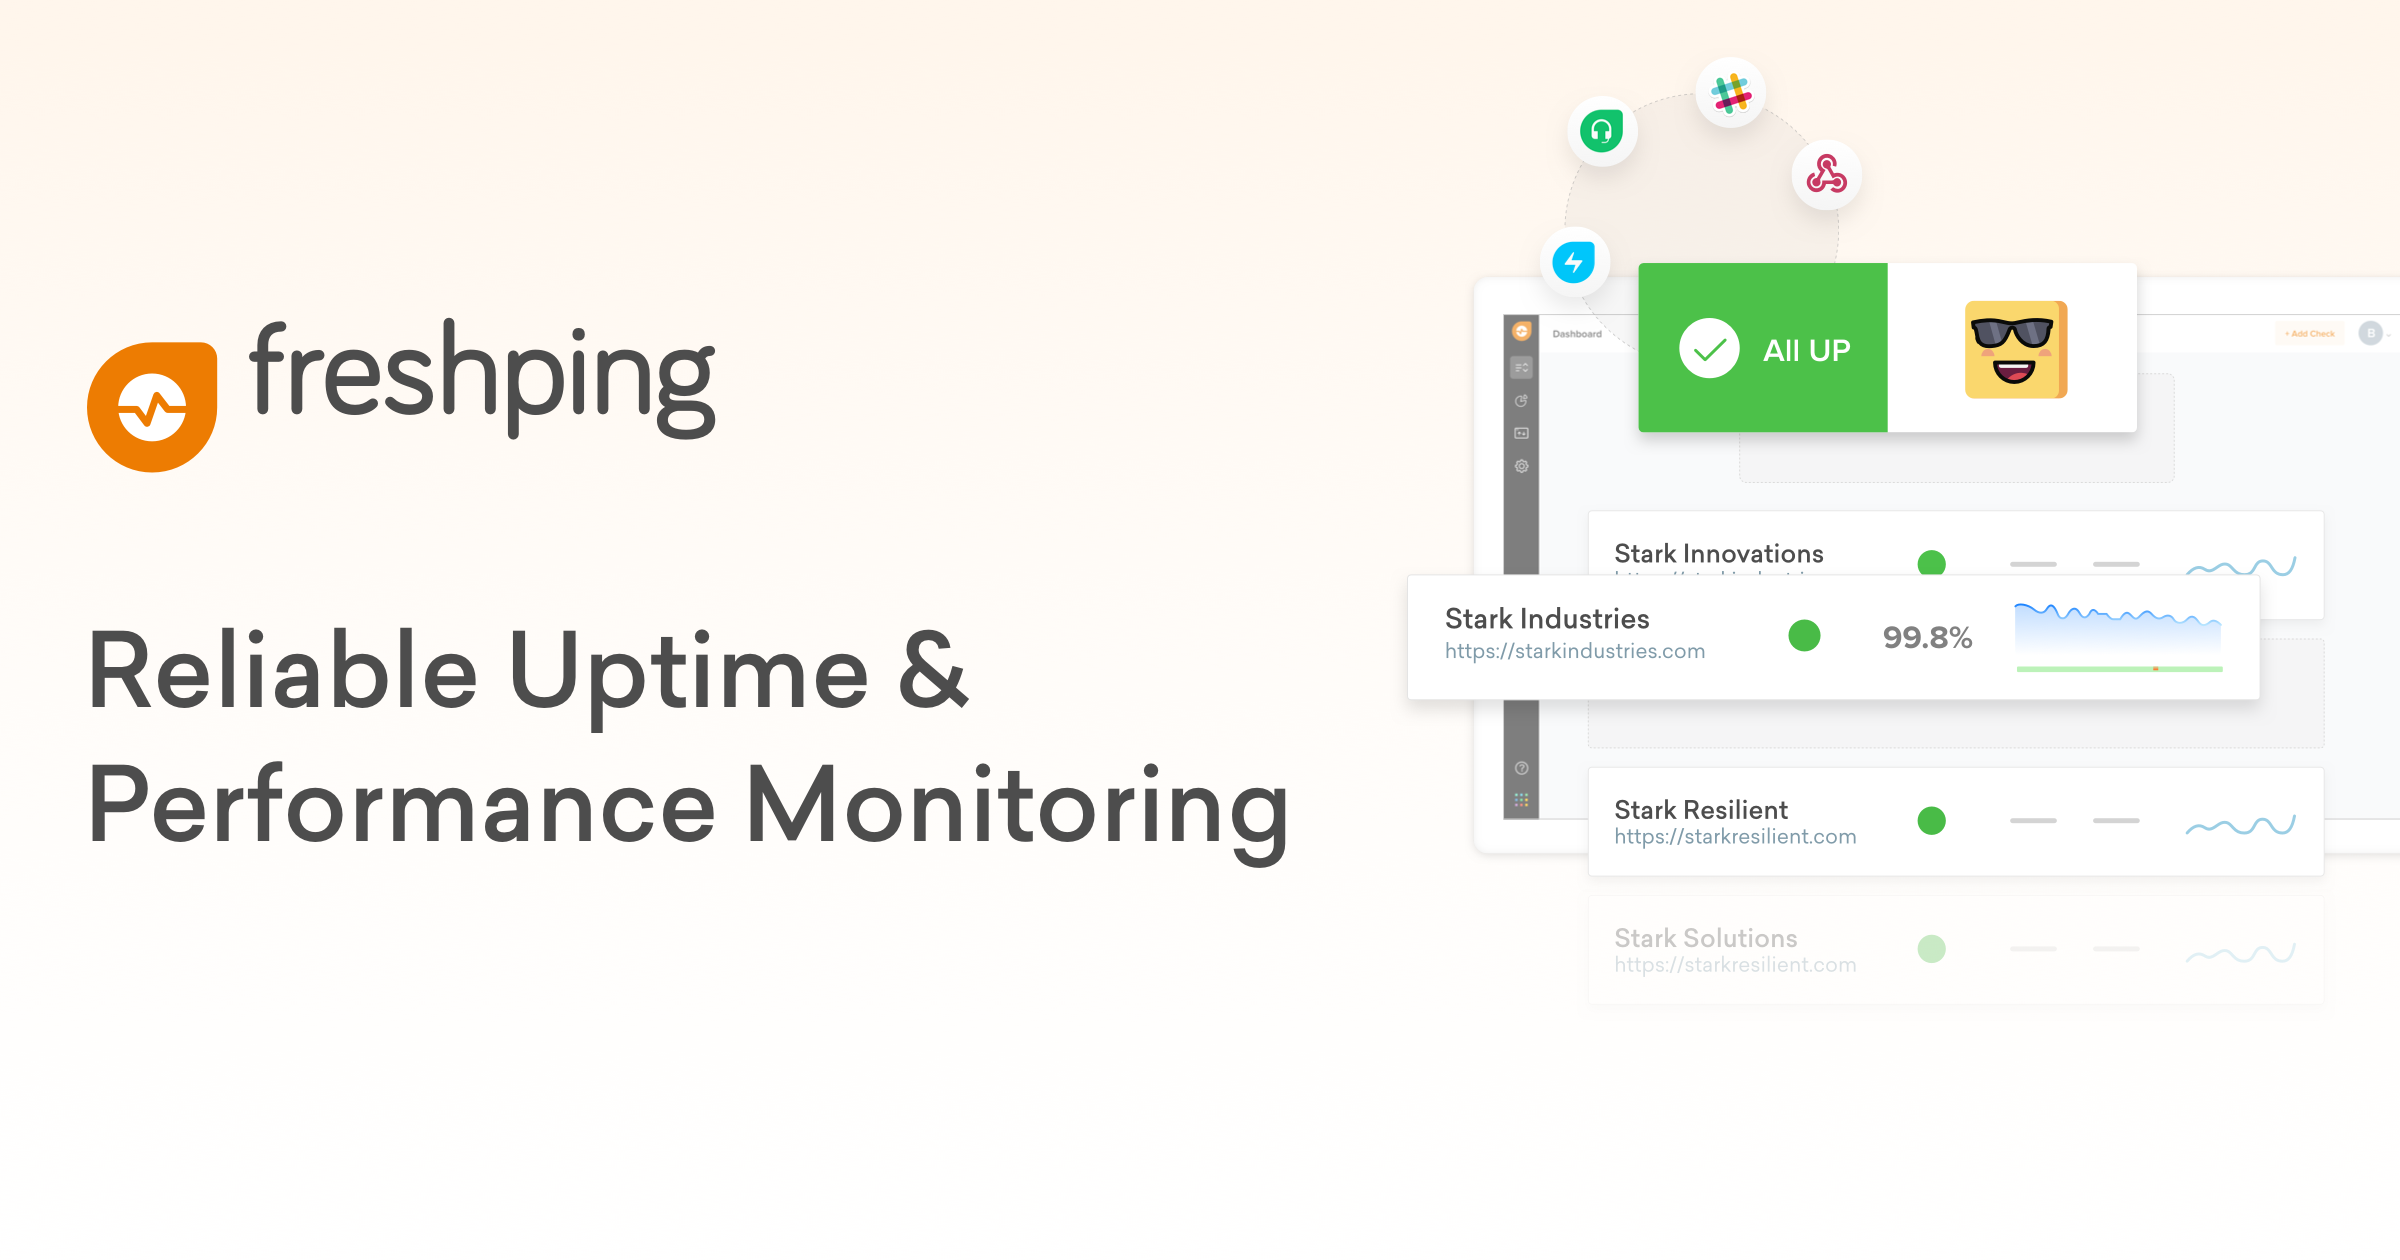 freshping
Reliable Uptime &
Performance Monitoring
All UP
Dashboard
+ Add Check
B
Stark Innovations
Stark Industries
https://starkindustries.com
99.8%
Stark Resilient
https://starkresilient.com
Stark Solutions
https://starkresilient.com